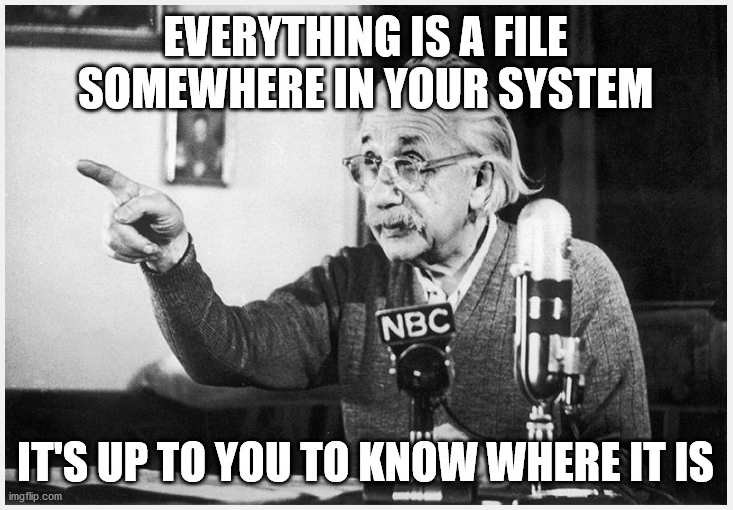 EVERYTHING IS A FILE
SOMEWHERE IN YOUR SYSTEM
NBC
IT'S UP TO YOU TO KNOW WHERE IT IS
imgflip.com